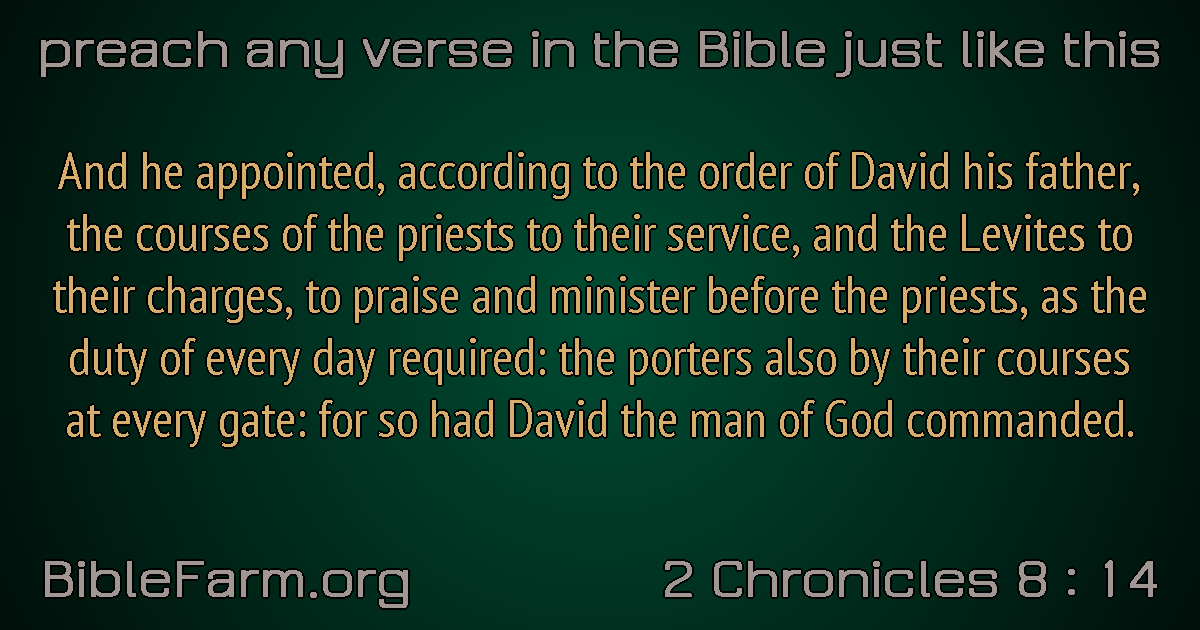 preach any verse in the Bible just like this
And he appointed, according to the order of David his father,
the courses of the priests to their service, and the Levites to
their charges, to praise and minister before the priests, as the
duty of every day required: the porters also by their courses
at every gate: for so had David the man of God commanded.
BibleFarm.org
2 Chronicles 8 : 14